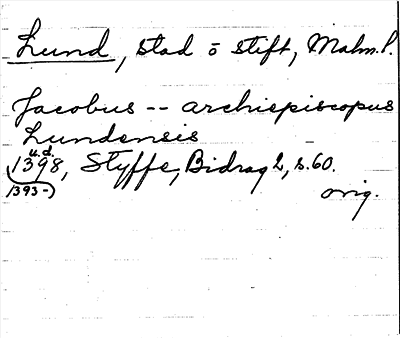 Lund, stad o stift, Malm.l.
Jacobus -- archiepiscopus
Lundensis
u.d.
1398, Styffe, Bidrag 2, s.60.
1393-)
orig.